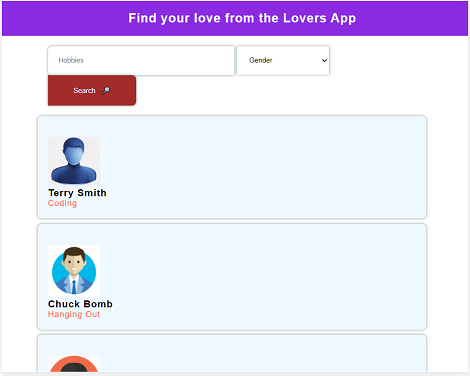 Find your love from the Lovers App
Hobbies
Gender
Search
Terry Smith
Coding
Chuck Bomb
Hanging Out